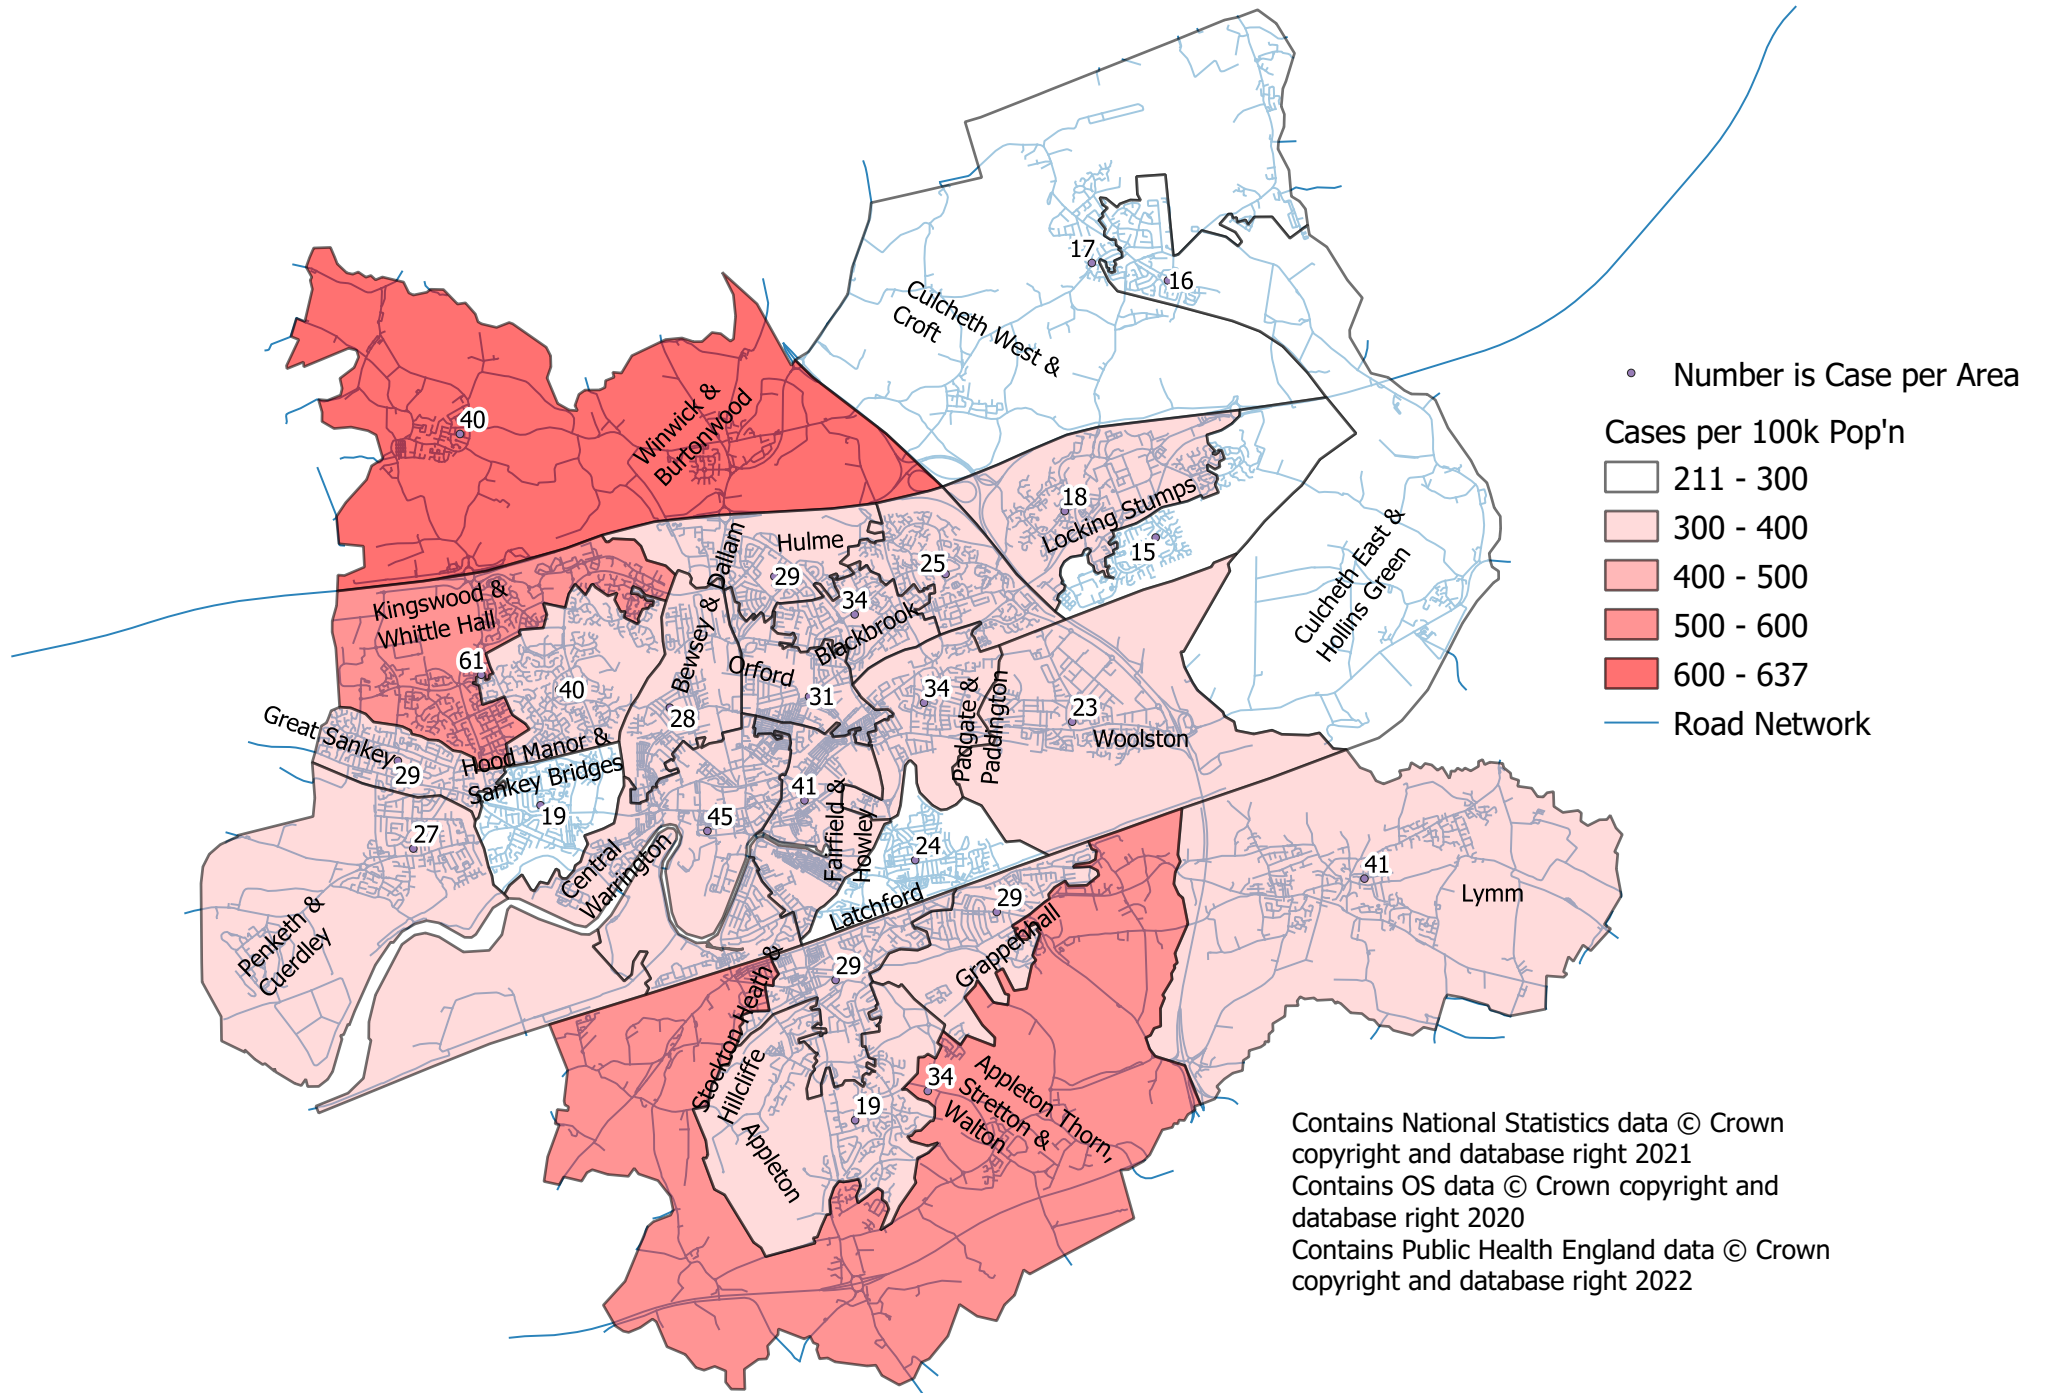 17
16
Culcheth West &
Croft
40
Winwick &
Burtonwood
18
Locking Stumps
15
Culcheth East &
Hollins Green
Hulme
29
25
34
Blackbrook
Bewsey & Dallam
Kingswood &
Whittle Hall
61
40
Orford
31
28
34
Padgate &
Paddington
23
Woolston
Great Sankey
29
Hood Manor &
Sankey Bridges
19
27
45
41
Fairfield &
Howley
24
Central
Warrington
Latchford
Penketh &
Cuerdley
41
Lymm
29
Grappenhall
29
Stockton Heath &
Hillcliffe
34
Appleton Thorn,
Stretton &
Walton
19
Appleton
Number is Case per Area
Cases per 100k Pop'n
211 - 300
300 - 400
400 - 500
500 - 600
600 - 637
Road Network
Contains National Statistics data © Crown
copyright and database right 2021
Contains OS data © Crown copyright and
database right 2020
Contains Public Health England data © Crown
copyright and database right 2022